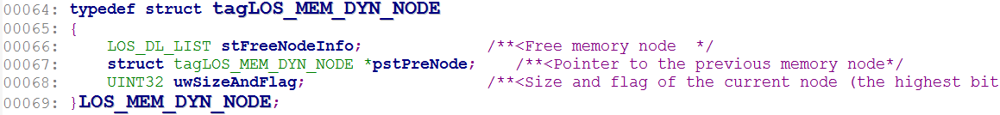 00064: typedef struct tagLOS_MEM_DYN_NODE
00065: {
00066: LOS_DL_LIST stFreeNodeInfo; /**<Free memory node */
00067: struct tagLOS_MEM_DYN_NODE *pstPreNode; /**<Pointer to the previous memory node*/
00068: UINT32 uwSizeAndFlag; /**<Size and flag of the current node (the highest bit
00069: }LOS_MEM_DYN_NODE;